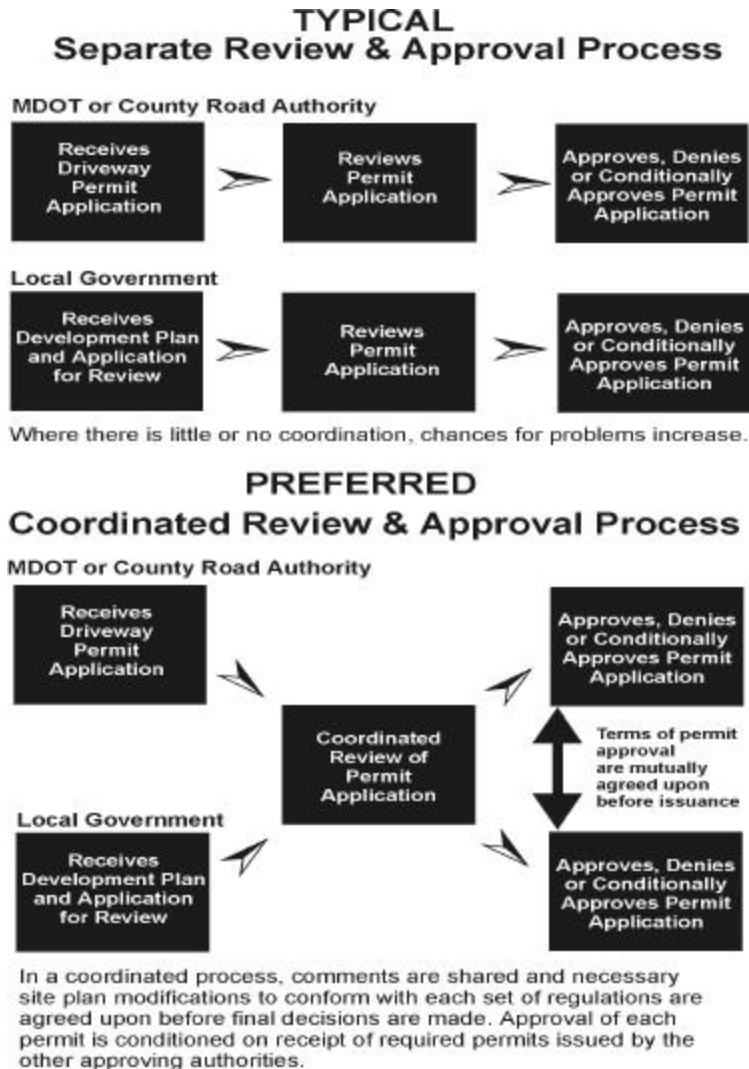 TYPICAL
Separate Review & Approval Process
MDOT or County Road Authority
Receives
Driveway
Permit
Application
Reviews
Permit
Application
Approves, Denies
or Conditionally
Approves Permit
Application
Local Government
Receives
Development Plan
and Application
for Review
Reviews
Permit
Application
Approves, Denies
or Conditionally
Approves Permit
Application
Where there is little or no coordination, chances for problems increase.
PREFERRED
Coordinated Review & Approval Process
MDOT or County Road Authority
Receives
Driveway
Permit
Application
Coordinated
Review of
Permit
Application
Approves, Denies
or Conditionally
Approves Permit
Application
Terms of permit
approval
are mutually
agreed upon
before issuance
Local Government
Receives
Development Plan
and Application
for Review
Approves, Denies
or Conditionally
Approves Permit
Application
In a coordinated process, comments are shared and necessary
site plan modifications to conform with each set of regulations are
agreed upon before final decisions are made. Approval of each
permit is conditioned on receipt of required permits issued by the
other approving authorities.